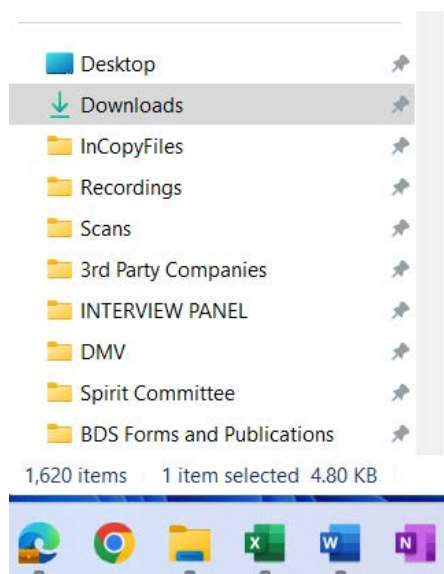 Desktop
Downloads
InCopyFiles
Recordings
Scans
3rd Party Companies
INTERVIEW PANEL
DMV
Spirit Committee
BDS Forms and Publications
1,620 items 1 item selected 4.80 KB
X W N